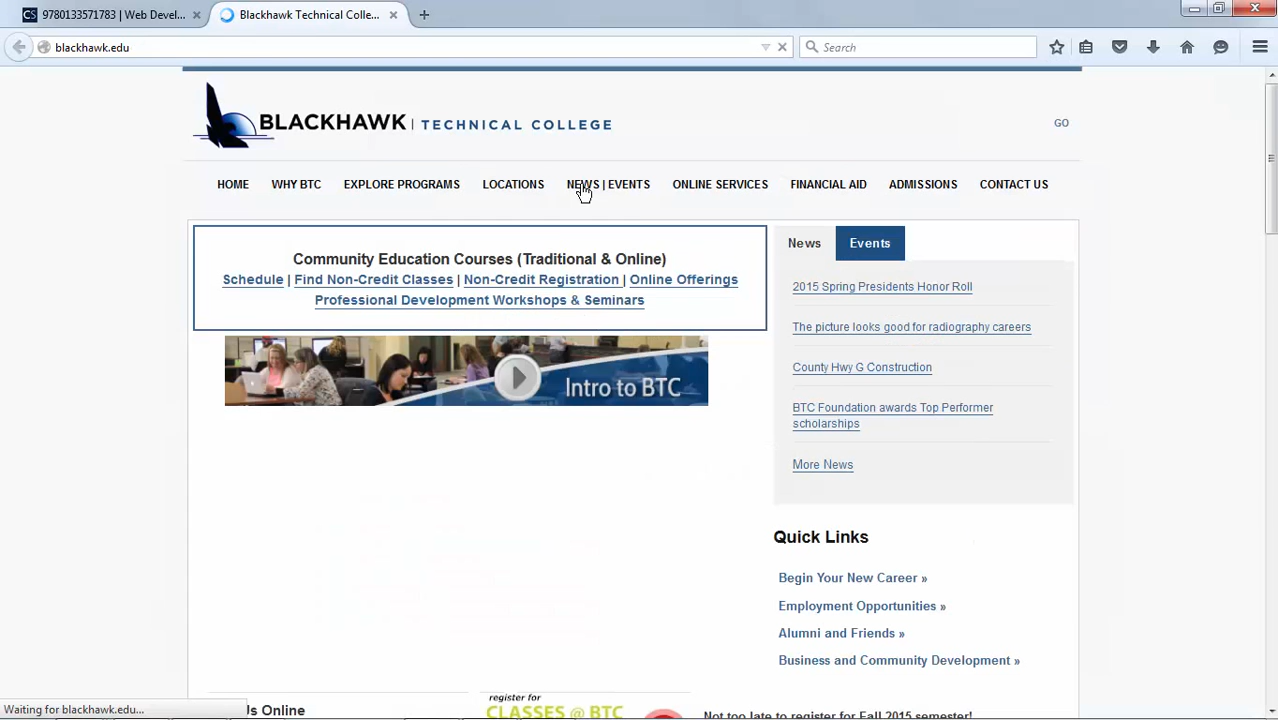 9780133571783 | Web Devel...
Blackhawk Technical Colle...
blackhawk.edu
Search
BLACKHAWK | TECHNICAL COLLEGE
GO
HOME WHY BTC EXPLORE PROGRAMS LOCATIONS NEWS | EVENTS ONLINE SERVICES FINANCIAL AID ADMISSIONS CONTACT US
Community Education Courses (Traditional & Online)
Schedule | Find Non-Credit Classes | Non-Credit Registration | Online Offerings
Professional Development Workshops & Seminars
Intro to BTC
News Events
2015 Spring Presidents Honor Roll
The picture looks good for radiography careers
County Hwy G Construction
BTC Foundation awards Top Performer
scholarships
More News
Quick Links
Begin Your New Career »
Employment Opportunities »
Alumni and Friends »
Business and Community Development »
Us Online
register for
CLASSES @ BTC
Not too late to register for Fall 2015 semester!
Waiting for blackhawk.edu...